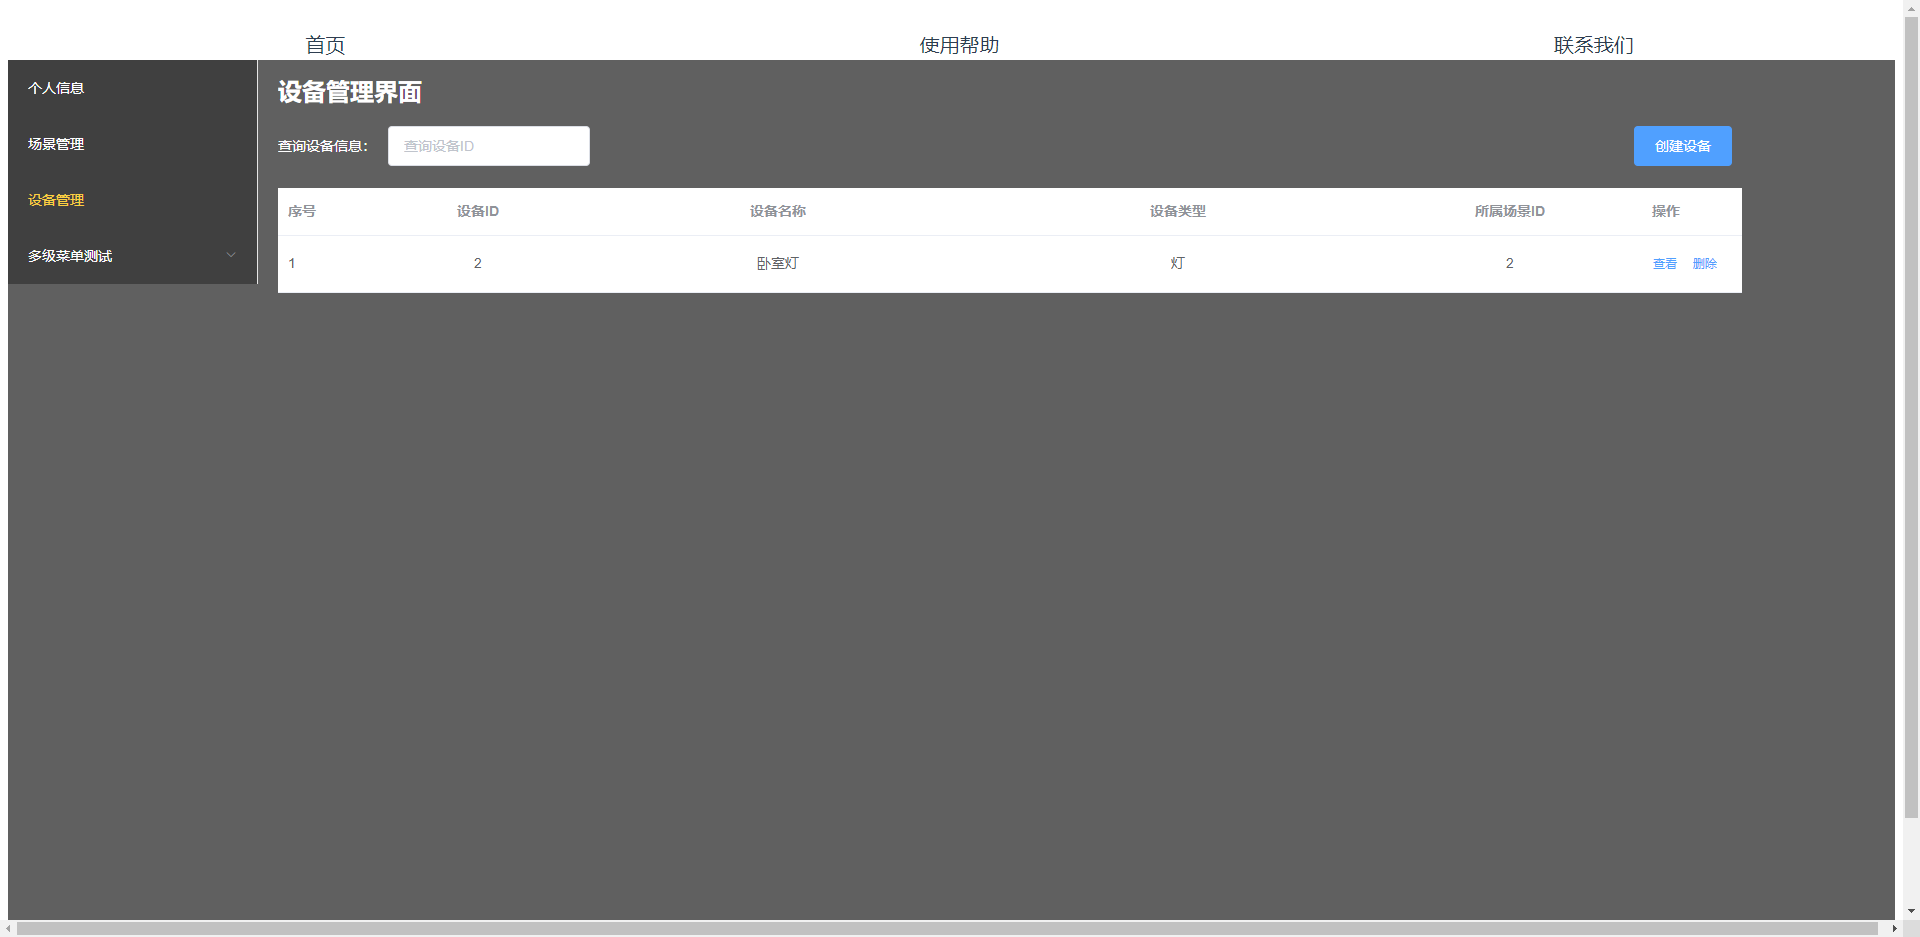 首页 使用帮助 联系我们
个人信息
场景管理
设备管理
多级菜单测试
设备管理界面
查询设备信息: 查询设备ID 创建设备
序号 设备ID 设备名称 设备类型 所属场景ID 操作
1 2 卧室灯 灯 2 查看 删除